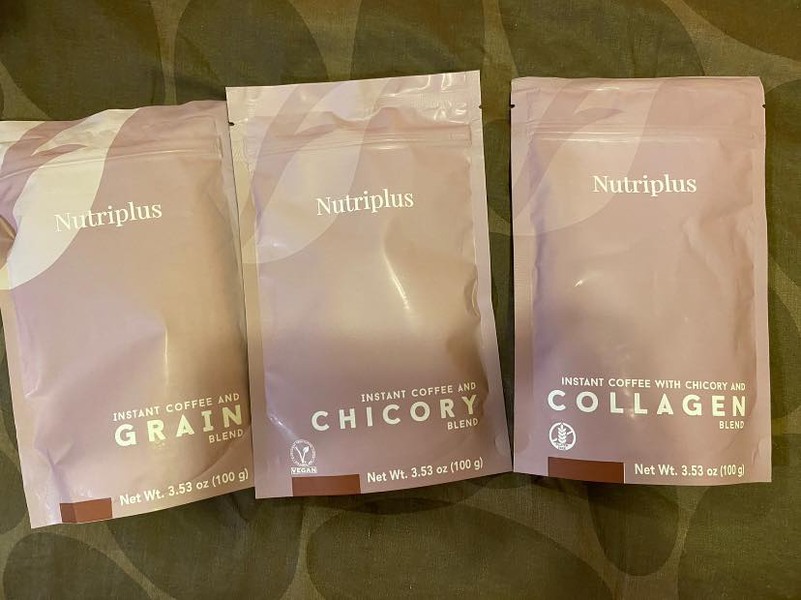 Nutriplus
INSTANT COFFEE AND
GRAIN
BLEND
Net Wt. 3.53 oz (100 g)
Nutriplus
INSTANT COFFEE AND
CHICORY
BLEND
VEGAN
Net Wt. 3.53 oz (100 g)
Nutriplus
INSTANT COFFEE WITH CHICORY AND
COLLAGEN
BLEND
Net Wt. 3.53 oz (100 g)